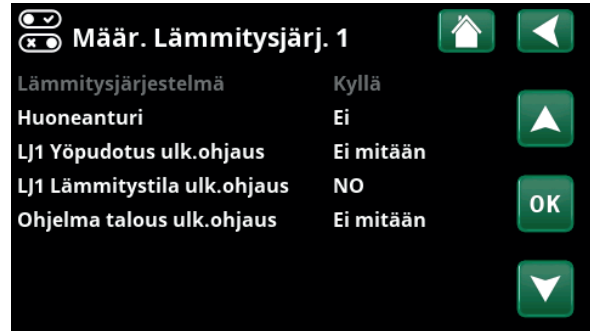 Määr. Lämmitysjärj. 1
Lämmitysjärjestelmä Kyllä
Huoneanturi Ei
LJ1 Yöpudotus ulk.ohjaus Ei mitään
LJ1 Lämmitystila ulk.ohjaus NO
Ohjelma talous ulk.ohjaus Ei mitään
OK